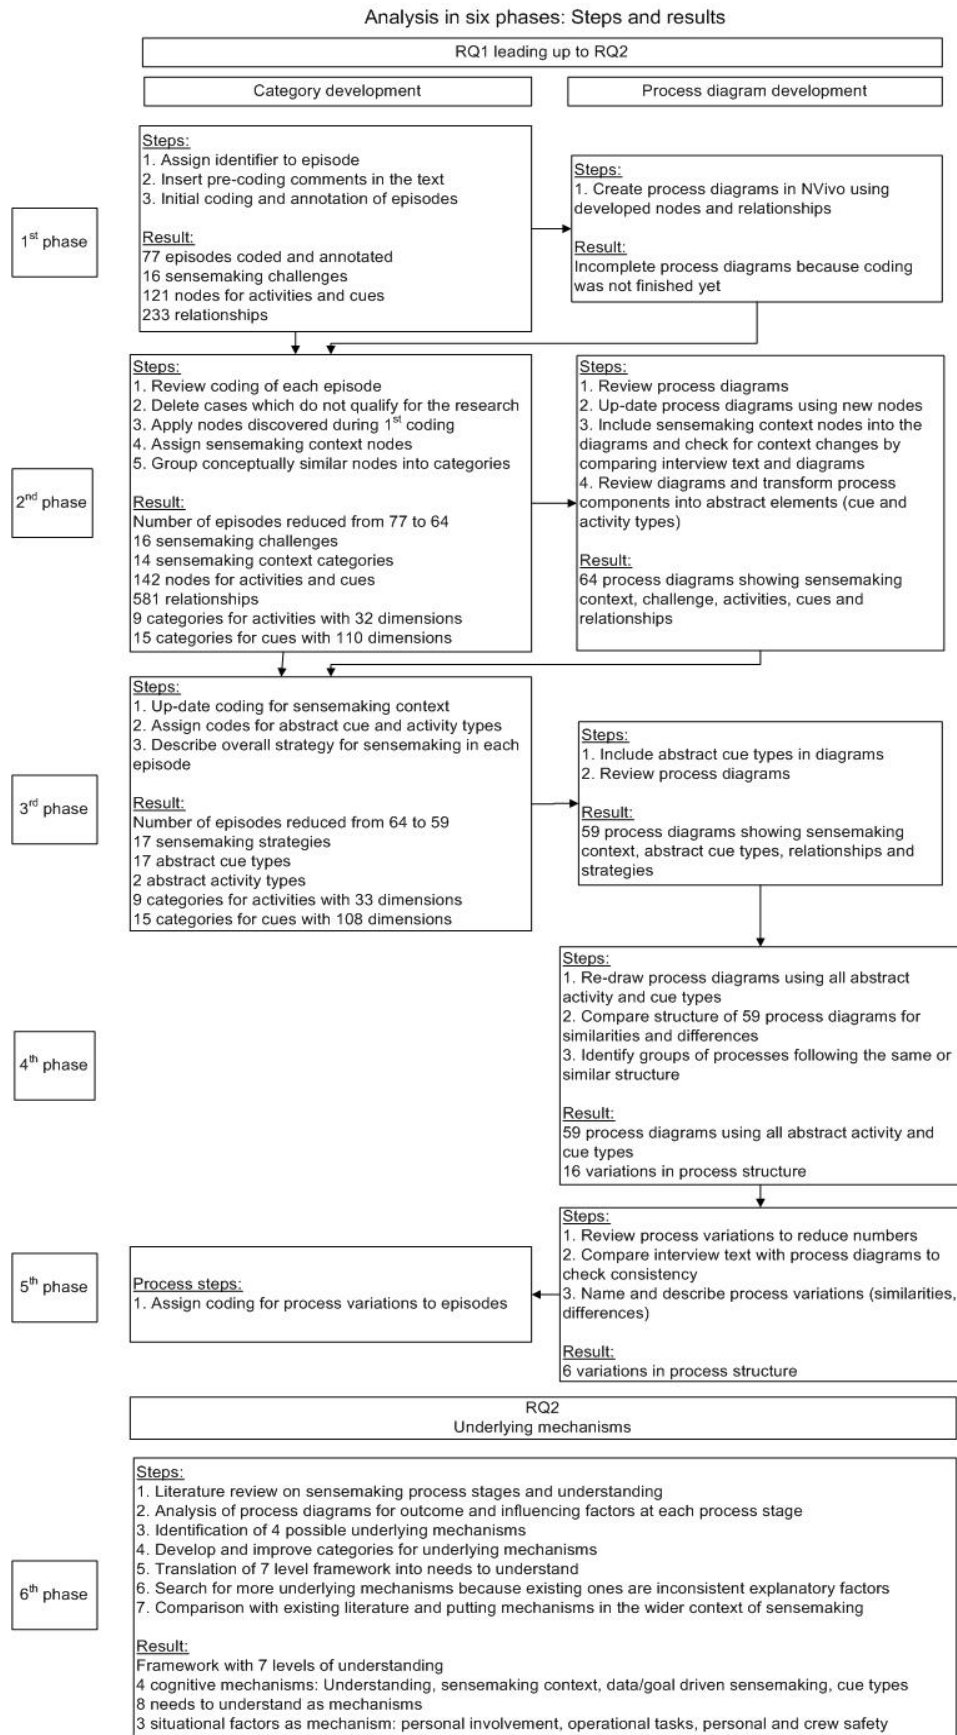 Analysis in six phases: Steps and results
RQ1 leading up to RQ2
Category development
Process diagram development
1st phase
Steps:
1. Assign identifier to episode
2. Insert pre-coding comments in the text
3. Initial coding and annotation of episodes
Result:
77 episodes coded and annotated
16 sensemaking challenges
121 nodes for activities and cues
233 relationships
Steps:
1. Create process diagrams in NVivo using
developed nodes and relationships
Result:
Incomplete process diagrams because coding
was not finished yet
2nd phase
Steps:
1. Review coding of each episode
2. Delete cases which do not qualify for the research
3. Apply nodes discovered during 1st coding
4. Assign sensemaking context nodes
5. Group conceptually similar nodes into categories
Result:
Number of episodes reduced from 77 to 64
16 sensemaking challenges
14 sensemaking context categories
142 nodes for activities and cues
581 relationships
9 categories for activities with 32 dimensions
15 categories for cues with 110 dimensions
Steps:
1. Review process diagrams
2. Up-date process diagrams using new nodes
3. Include sensemaking context nodes into the
diagrams and check for context changes by
comparing interview text and diagrams
4. Review diagrams and transform process
components into abstract elements (cue and
activity types)
Result:
64 process diagrams showing sensemaking
context, challenge, activities, cues and
relationships
3rd phase
Steps:
1. Up-date coding for sensemaking context
2. Assign codes for abstract cue and activity types
3. Describe overall strategy for sensemaking in each
episode
Result:
Number of episodes reduced from 64 to 59
17 sensemaking strategies
17 abstract cue types
2 abstract activity types
9 categories for activities with 33 dimensions
15 categories for cues with 108 dimensions
Steps:
1. Include abstract cue types in diagrams
2. Review process diagrams
Result:
59 process diagrams showing sensemaking
context, abstract cue types, relationships and
strategies
4th phase
Steps:
1. Re-draw process diagrams using all abstract
activity and cue types
2. Compare structure of 59 process diagrams for
similarities and differences
3. Identify groups of processes following the same or
similar structure
Result:
59 process diagrams using all abstract activity and
cue types
16 variations in process structure
5th phase
Process steps:
1. Assign coding for process variations to episodes
Steps:
1. Review process variations to reduce numbers
2. Compare interview text with process diagrams to
check consistency
3. Name and describe process variations (similarities,
differences)
Result:
6 variations in process structure
RQ2
Underlying mechanisms
6th phase
Steps:
1. Literature review on sensemaking process stages and understanding
2. Analysis of process diagrams for outcome and influencing factors at each process stage
3. Identification of 4 possible underlying mechanisms
4. Develop and improve categories for underlying mechanisms
5. Translation of 7 level framework into needs to understand
6. Search for more underlying mechanisms because existing ones are inconsistent explanatory factors
7. Comparison with existing literature and putting mechanisms in the wider context of sensemaking
Result:
Framework with 7 levels of understanding
4 cognitive mechanisms: Understanding, sensemaking context, data/goal driven sensemaking, cue types
8 needs to understand as mechanisms
3 situational factors as mechanism: personal involvement, operational tasks, personal and crew safety